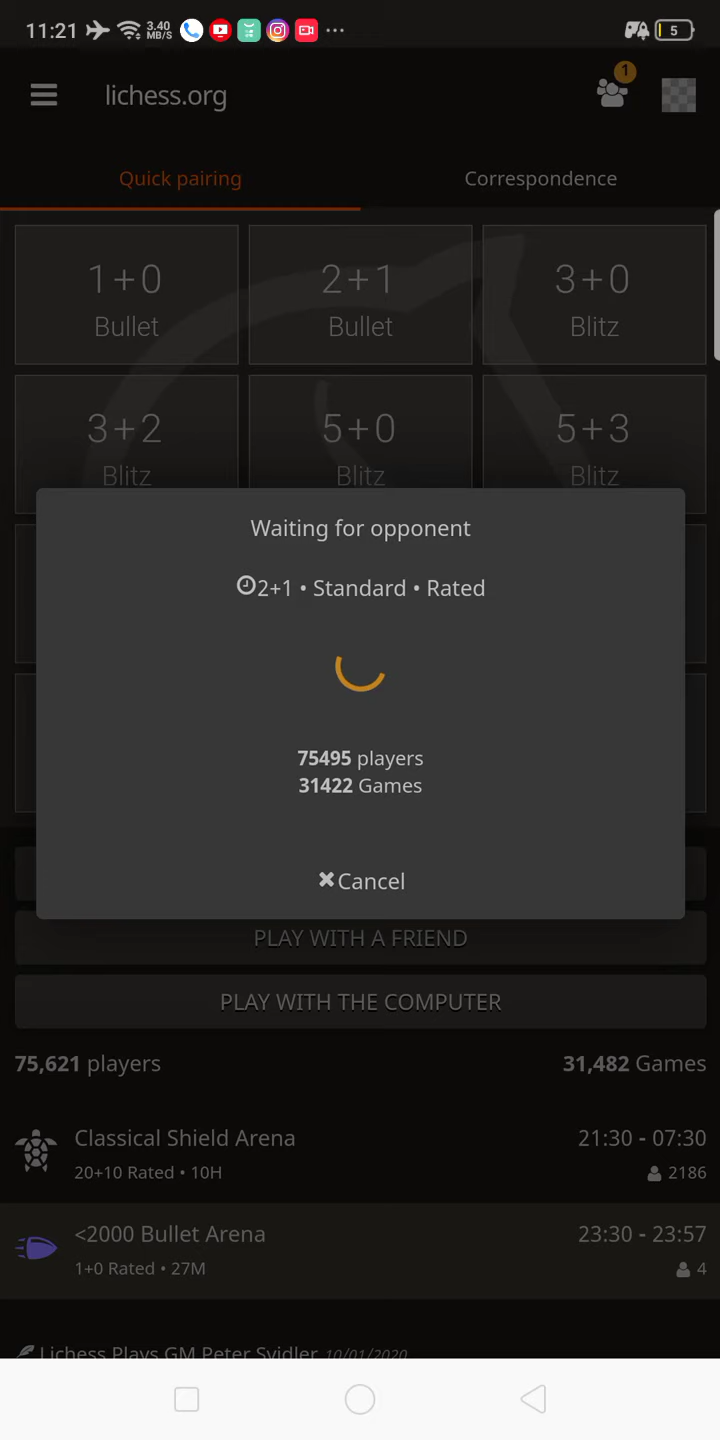 11:21 3.40 MB/S ... 5
1
lichess.org
Quick pairing Correspondence
1+0 2+1 3+0
Bullet Bullet Blitz
3+2 5+0 5+3
Blitz Blitz Blitz
Waiting for opponent
2+1 • Standard • Rated
75495 players
31422 Games
Cancel
PLAY WITH A FRIEND
PLAY WITH THE COMPUTER
75,621 players 31,482 Games
Classical Shield Arena 21:30 - 07:30
20+10 Rated • 10H 2186
<2000 Bullet Arena 23:30 - 23:57
1+0 Rated • 27M 4
Lichess Plays GM Peter Svidler 10/01/2020